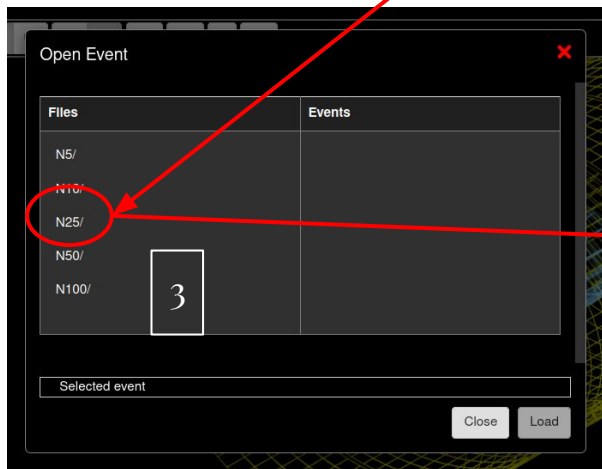 Open Event
Files Events
N5/
N10/
N25/
N50/
N100/
3
Selected event
Close Load